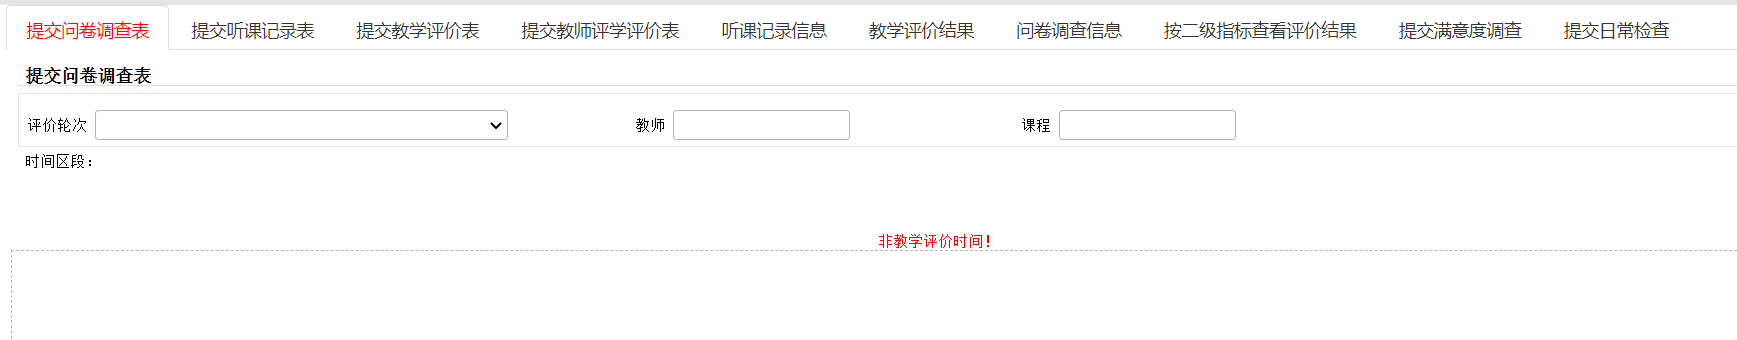 提交问卷调查表 提交听课记录表 提交教学评价表 提交教师评学评价表 听课记录信息 教学评价结果 问卷调查信息 按二级指标查看评价结果 提交满意度调查 提交日常检查
提交问卷调查表
评价轮次 教师 课程
时间区段：
非教学评价时间!